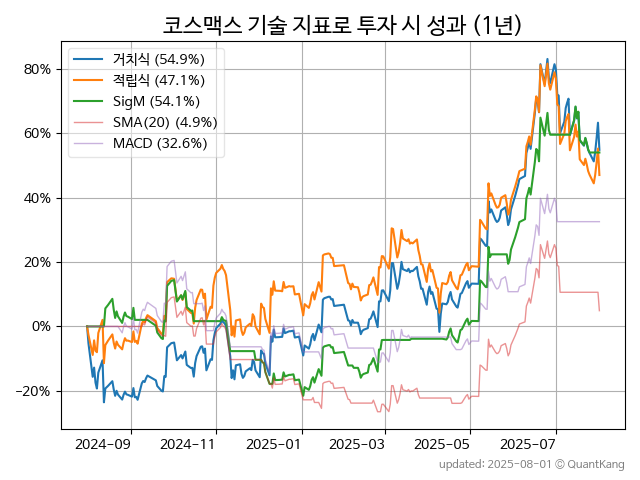 코스맥스 기술 지표로 투자 시 성과 (1년)
거치식 (54.9%)
적립식 (47.1%)
SigM (54.1%)
SMA(20) (4.9%)
MACD (32.6%)
80%
60%
40%
20%
0%
−20%
2024−09
2024−11
2025−01
2025−03
2025−05
2025−07
updated: 2025-08-01 © QuantKang